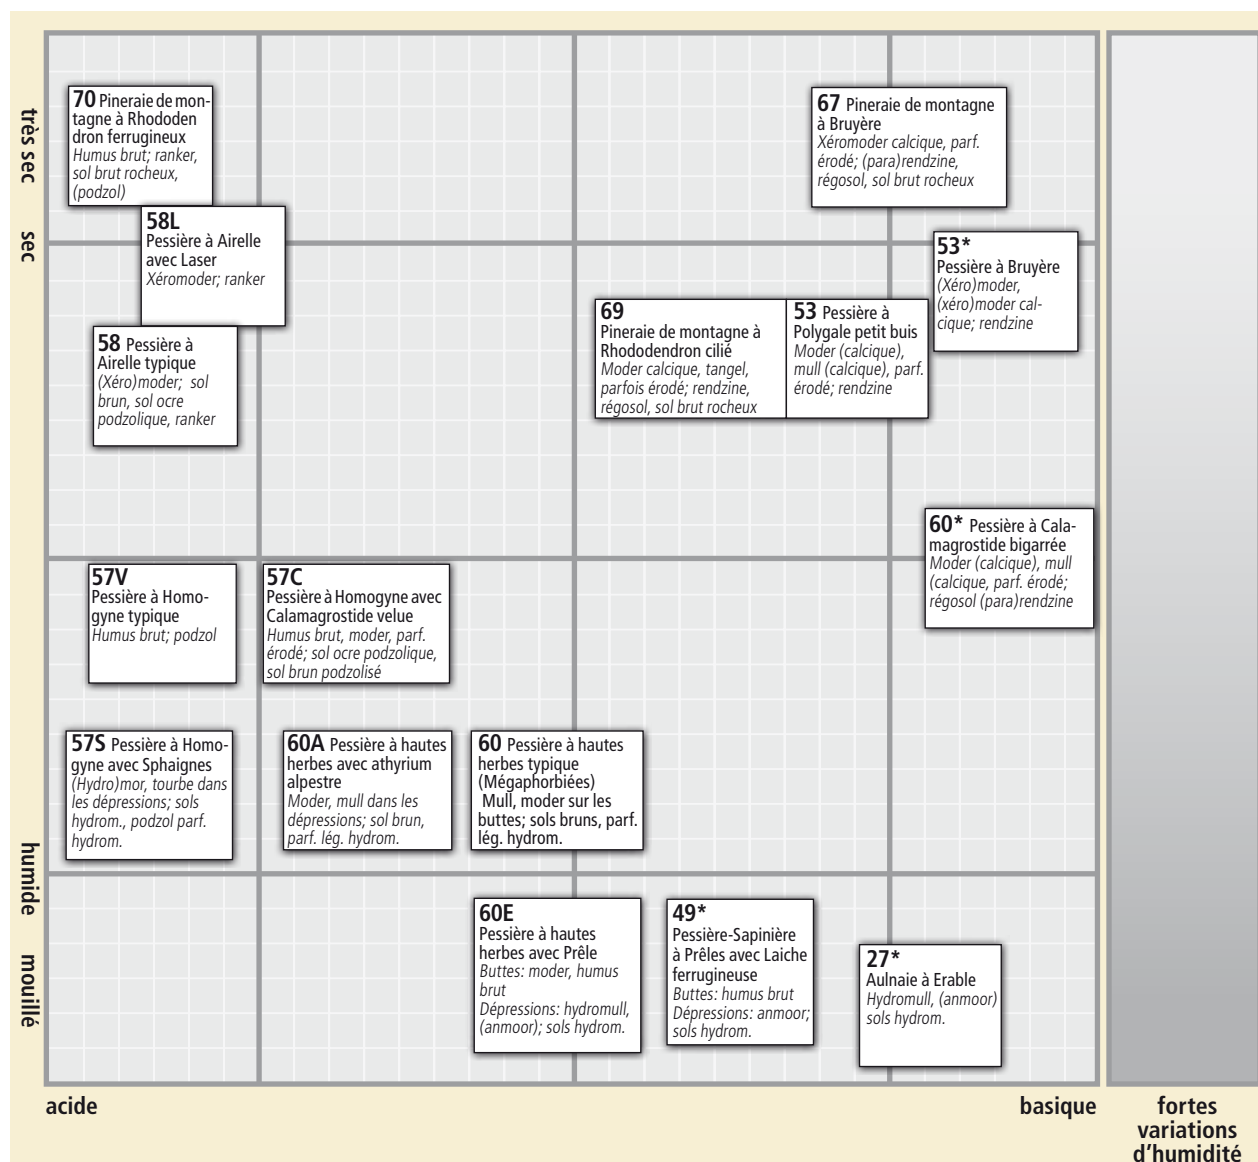 très sec
sec
humide
mouillé
70 Pineraie de mon-
tagne à Rhododen
dron ferrugineux
Humus brut; ranker,
sol brut rocheux,
(podzol)
67 Pineraie de montagne
à Bruyère
Xéromoder calcique, parf.
érodé; (para)rendzine,
régosol, sol brut rocheux
58L
Pessière à Airelle
avec Laser
Xéromoder; ranker
53*
Pessière à Bruyère
(Xéro)moder,
(xéro)moder cal-
cique; rendzine
58 Pessière à
Airelle typique
(Xéro)moder; sol
brun, sol ocre
podzolique, ranker
69
Pineraie de montagne à
Rhododendron cilié
Moder calcique, tangel,
parfois érodé; rendzine,
régosol, sol brut rocheux
53 Pessière à
Polygale petit buis
Moder (calcique),
mull (calcique), parf.
érodé; rendzine
60* Pessière à Cala-
magrostide bigarrée
Moder (calcique), mull
(calcique, parf. érodé;
régosol (para)rendzine
57V
Pessière à Homo-
gyne typique
Humus brut; podzol
57C
Pessière à Homogyne avec
Calamagrostide velue
Humus brut, moder, parf.
érodé; sol ocre podzolique,
sol brun podzolisé
57S Pessière à Homo-
gyne avec Sphaignes
(Hydro)mor, tourbe dans
les dépressions; sols
hydrom., podzol parf.
hydrom.
60A Pessière à hautes
herbes avec athyrium
alpestre
Moder, mull dans les
dépressions; sol brun,
parf. lég. hydrom.
60 Pessière à hautes
herbes typique
(Mégaphorbiées)
Mull, moder sur les
buttes; sols bruns, parf.
lég. hydrom.
60E
Pessière à hautes
herbes avec Prêle
Buttes: moder, humus
brut
Dépressions: hydromull,
(anmoor); sols hydrom.
49*
Pessière-Sapinière
à Prêles avec Laiche
ferrugineuse
Buttes: humus brut
Dépressions: anmoor;
sols hydrom.
27*
Aulnaie à Erable
Hydromull, (anmoor)
sols hydrom.
acide
basique
fortes
variations
d'humidité